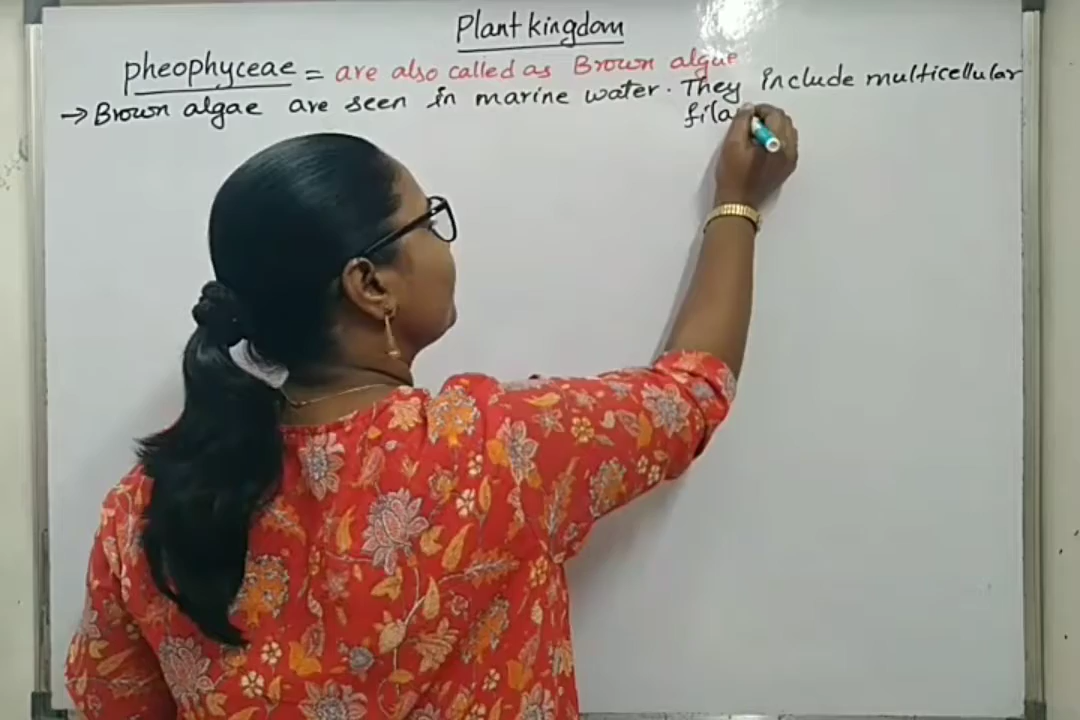 Plant kingdom
pheophyceae = are also called as Brown algae
→ Brown algae are seen in marine water. They include multicellular
fila